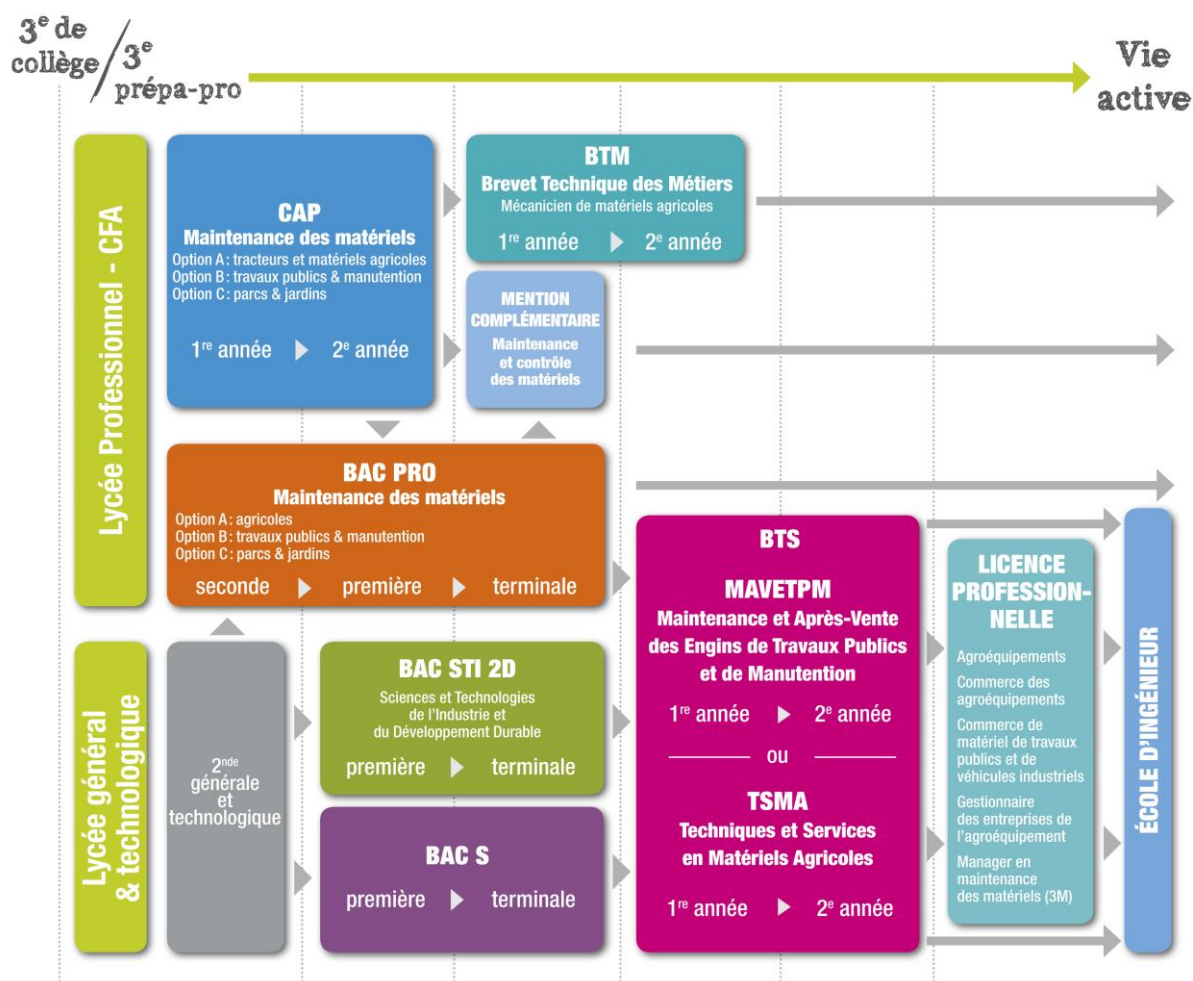 3e de
collège / 3e
prépa-pro
Vie
active
Lycée Professionnel - CFA
CAP
Maintenance des matériels
Option A : tracteurs et matériels agricoles
Option B : travaux publics & manutention
Option C : parcs & jardins
1re année 2e année
BTM
Brevet Technique des Métiers
Mécanicien de matériels agricoles
1re année 2e année
MENTION
COMPLÉMENTAIRE
Maintenance
et contrôle
des matériels
BAC PRO
Maintenance des matériels
Option A : agricoles
Option B : travaux publics & manutention
Option C : parcs & jardins
seconde première terminale
Lycée général
& technologique
2nde
générale
et
technologique
BAC STI 2D
Sciences et Technologies
de l'Industrie et
du Développement Durable
première terminale
BAC S
première terminale
BTS
MAVETPM
Maintenance et Après-Vente
des Engins de Travaux Publics
et de Manutention
1re année 2e année
ou
TSMA
Techniques et Services
en Matériels Agricoles
1re année 2e année
LICENCE
PROFESSION-
NELLE
Agroéquipements
Commerce des
agroéquipements
Commerce de
matériel de travaux
publics et de
véhicules industriels
Gestionnaire
des entreprises de
l'agroéquipement
Manager en
maintenance
des matériels (3M)
ÉCOLE D'INGÉNIEUR